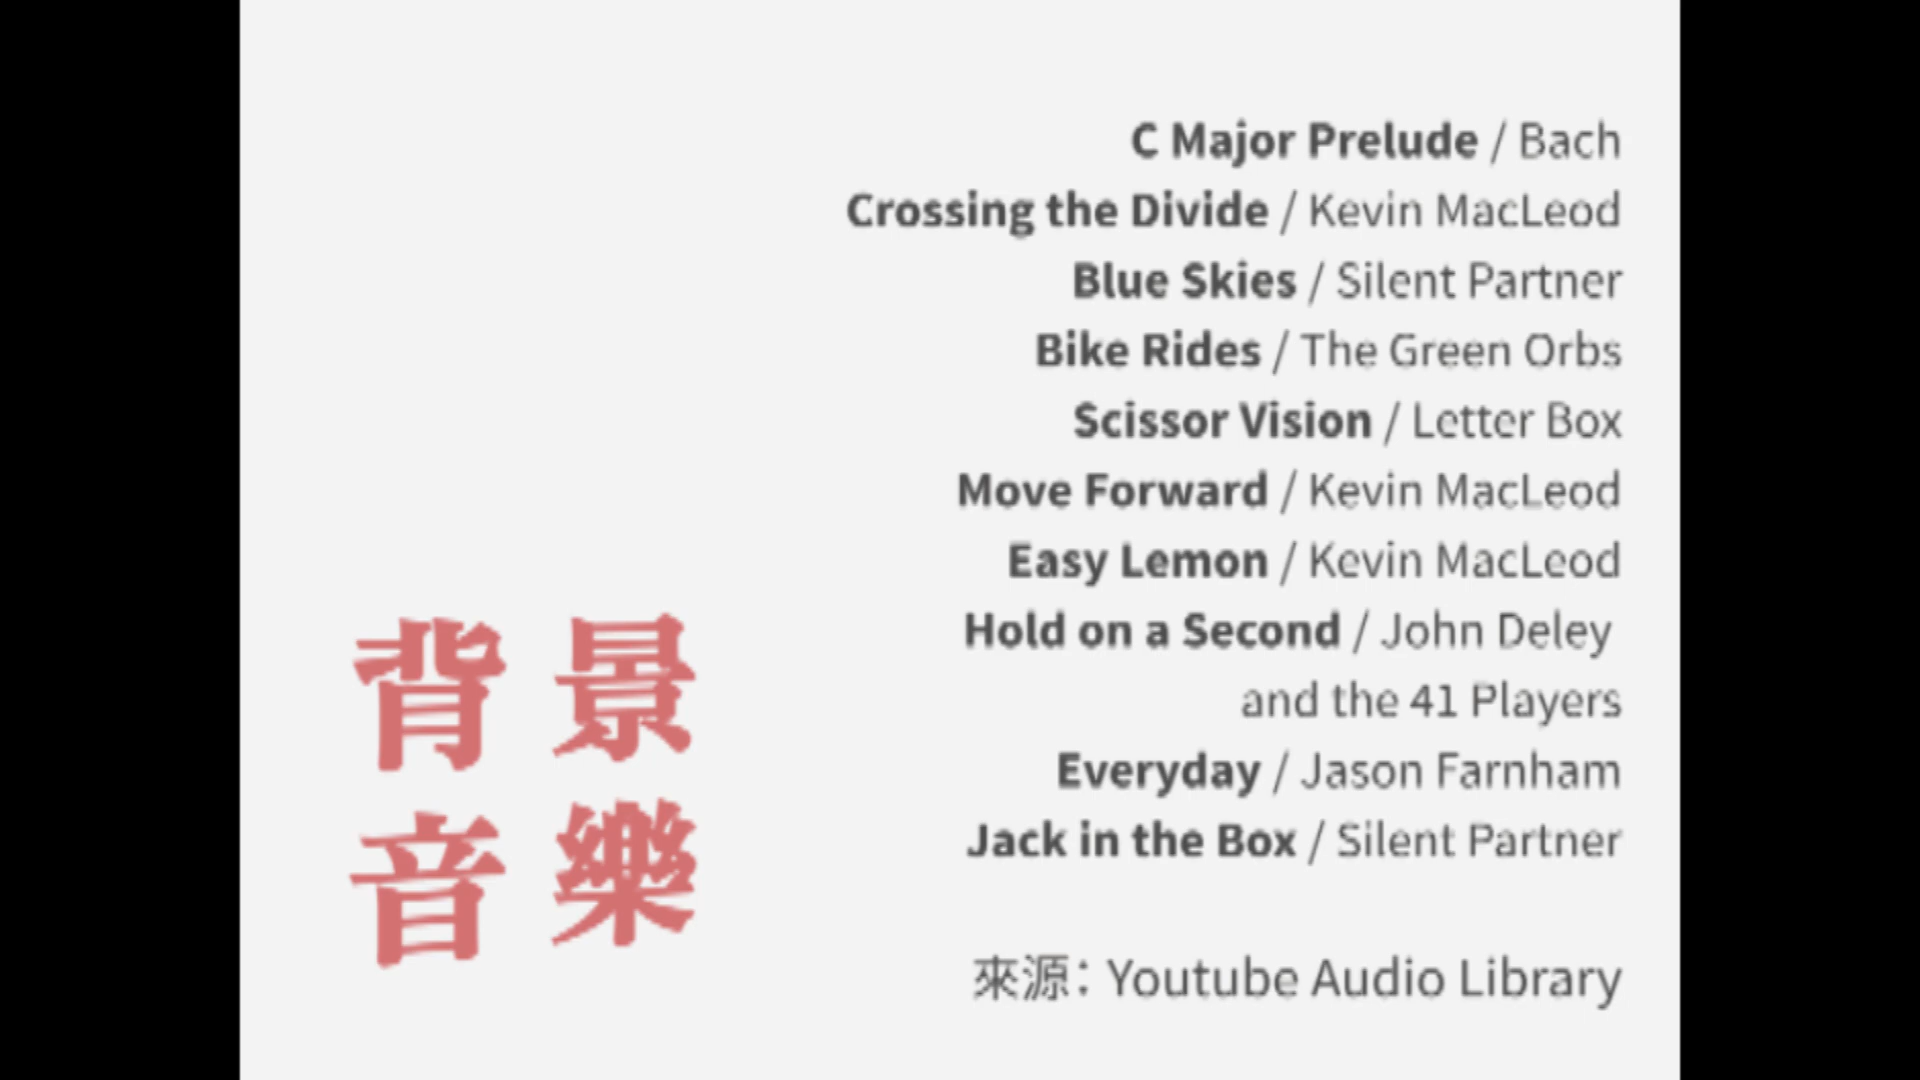 C Major Prelude / Bach
Crossing the Divide / Kevin MacLeod
Blue Skies / Silent Partner
Bike Rides / The Green Orbs
Scissor Vision / Letter Box
Move Forward / Kevin MacLeod
Easy Lemon / Kevin MacLeod
Hold on a Second / John Deley
and the 41 Players
Everyday / Jason Farnham
Jack in the Box / Silent Partner
背景
音樂
來源：Youtube Audio Library